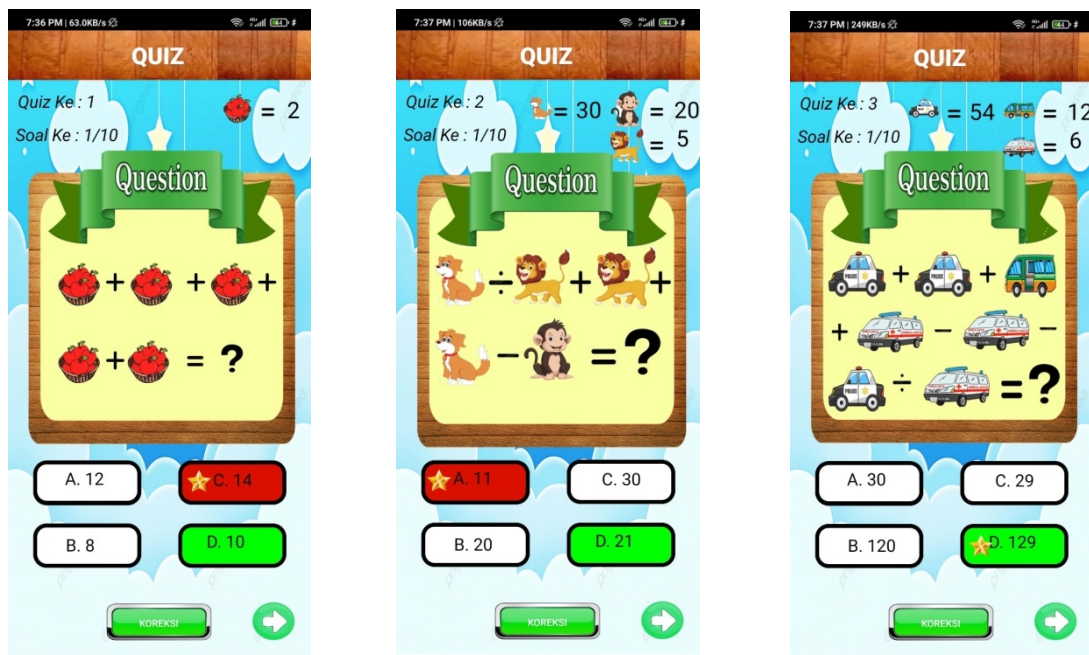 7:36 PM | 63.0KB/s
QUIZ
Quiz Ke : 1
= 2
Soal Ke : 1/10
Question
+ + +
+ = ?
A. 12
C. 14
B. 8
D. 10
KOREKSI
7:37 PM | 106KB/s
QUIZ
Quiz Ke : 2
= 30 = 20
Soal Ke : 1/10
= 5
Question
÷ + +
- = ?
A. 11
C. 30
B. 20
D. 21
KOREKSI
7:37 PM | 249KB/s
QUIZ
Quiz Ke : 3
= 54 = 12
Soal Ke : 1/10
= 6
Question
+ +
POLICE POLICE
+ - -
POLICE
÷ = ?
A. 30
C. 29
B. 120
D. 129
KOREKSI